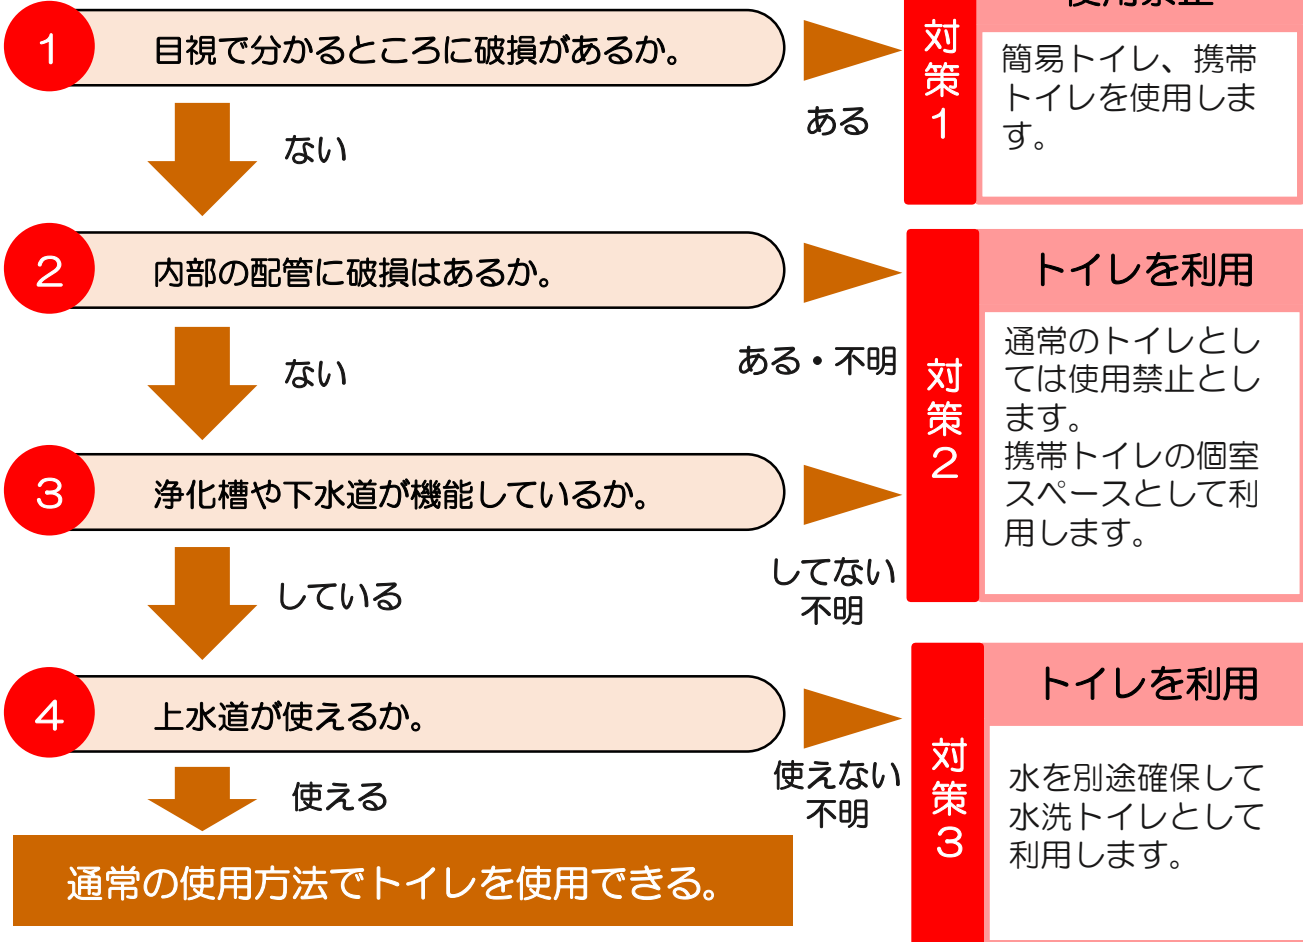 1
目視で分かるところに破損があるか。
ある
ない
対策1
簡易トイレ、携帯
トイレを使用しま
す。
2
内部の配管に破損はあるか。
ある・不明
ない
3
浄化槽や下水道が機能しているか。
してない
不明
している
対策2
トイレを利用
通常のトイレとし
ては使用禁止とし
ます。
携帯トイレの個室
スペースとして利
用します。
4
上水道が使えるか。
使えない
不明
使える
対策3
トイレを利用
水を別途確保して
水洗トイレとして
利用します。
通常の使用方法でトイレを使用できる。